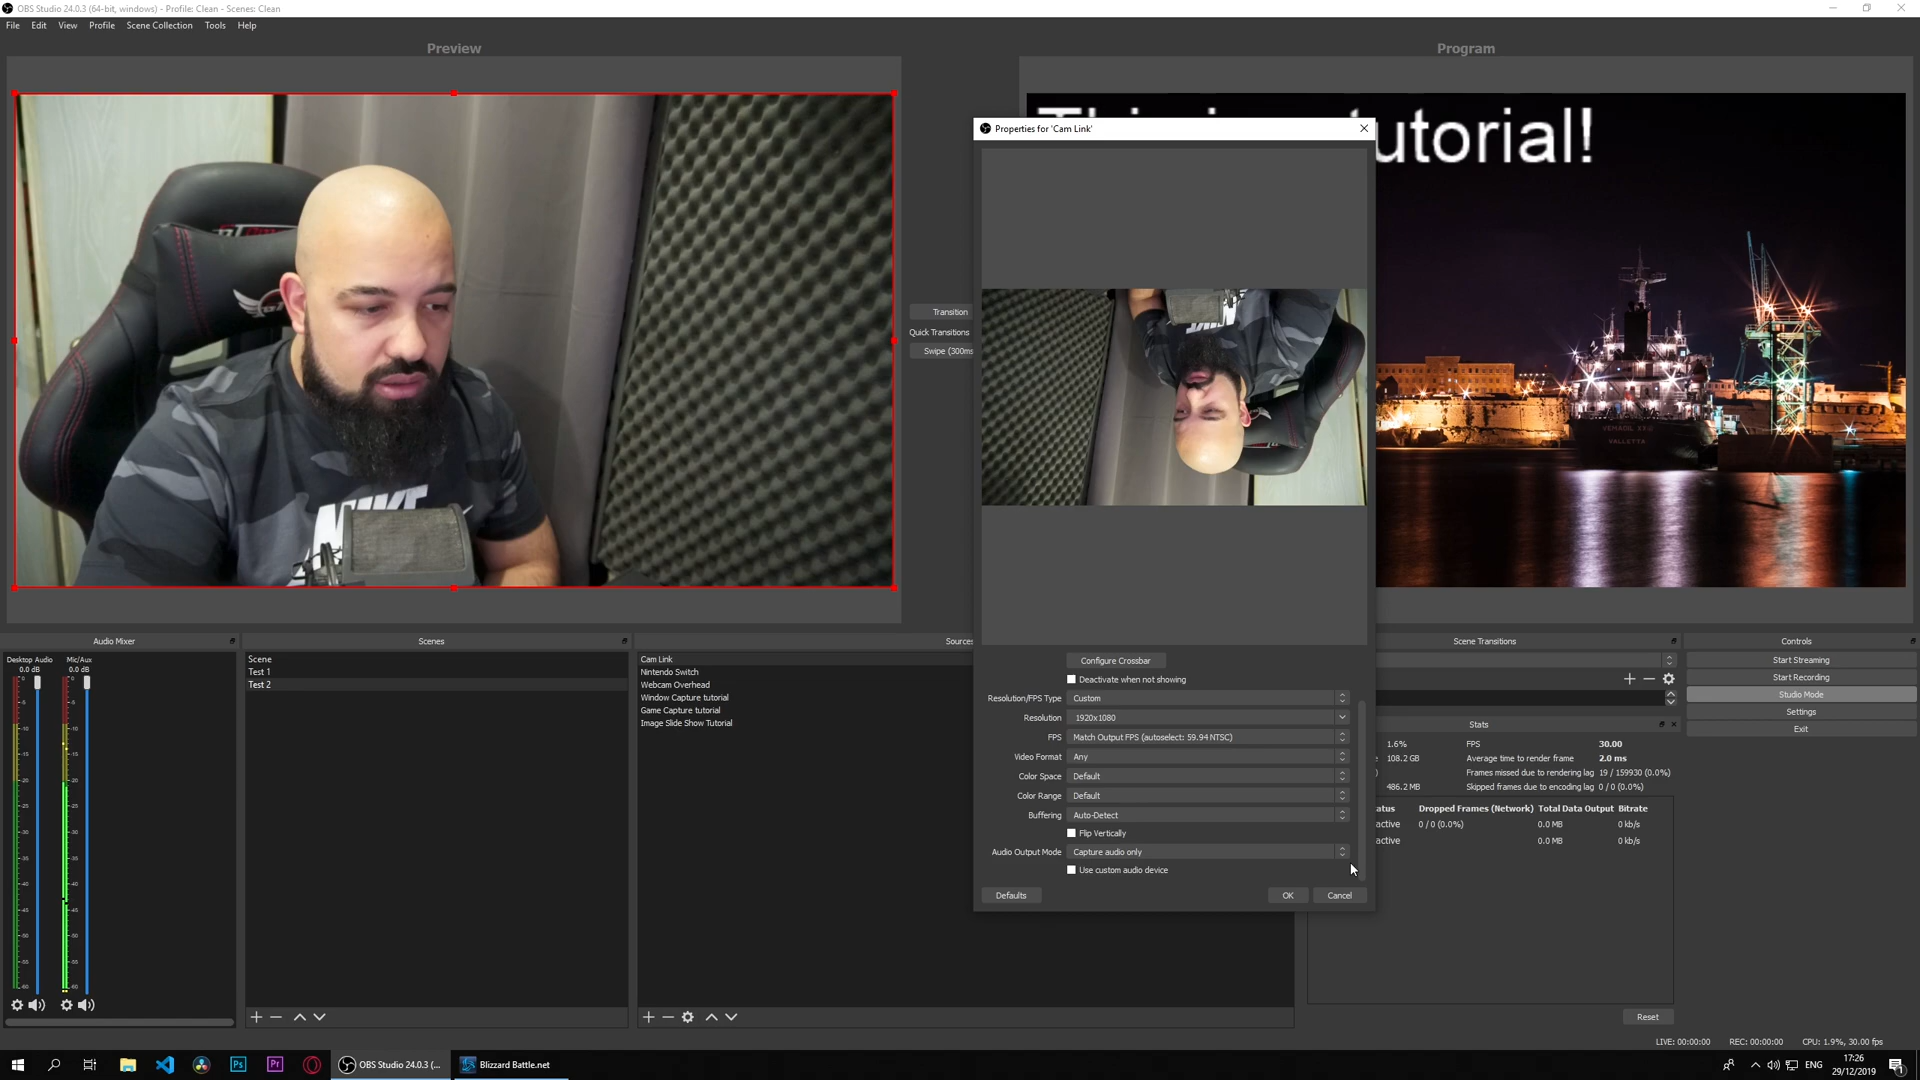 OBS Studio 24.0.3 (64-bit, windows) - Profile: Clean - Scenes: Clean
File Edit View Profile Scene Collection Tools Help
Preview
Program
utorial!
Properties for 'Cam Link'
Transition
Quick Transitions
Swipe (300ms
NIKE
VALLETTA
Audio Mixer
Scenes
Sources
Scene Transitions
Controls
Desktop Audio
0.0 dB
Mic/Aux
0.0 dB
Scene
Test 1
Test 2
Cam Link
Nintendo Switch
Webcam Overhead
Window Capture tutorial
Game Capture tutorial
Image Slide Show Tutorial
Configure Crossbar
Deactivate when not showing
Resolution/FPS Type Custom
Resolution 1920x1080
FPS Match Output FPS (autoselect: 59.94 NTSC)
Video Format Any
Color Space Default
Color Range Default
Buffering Auto-Detect
Flip Vertically
Audio Output Mode Capture audio only
Use custom audio device
Defaults OK Cancel
Start Streaming
Start Recording
Studio Mode
Settings
Exit
Stats
1.6% FPS 30.00
108.2 GB Average time to render frame 2.0 ms
Frames missed due to rendering lag 19 / 159930 (0.0%)
486.2 MB Skipped frames due to encoding lag 0 / 0 (0.0%)
atus Dropped Frames (Network) Total Data Output Bitrate
active 0 / 0 (0.0%) 0.0 MB 0 kb/s
active 0.0 MB 0 kb/s
Reset
LIVE: 00:00:00 REC: 00:00:00 CPU: 1.9%, 30.00 fps
OBS Studio 24.0.3 (...
Blizzard Battle.net
ENG
17:26
29/12/2019